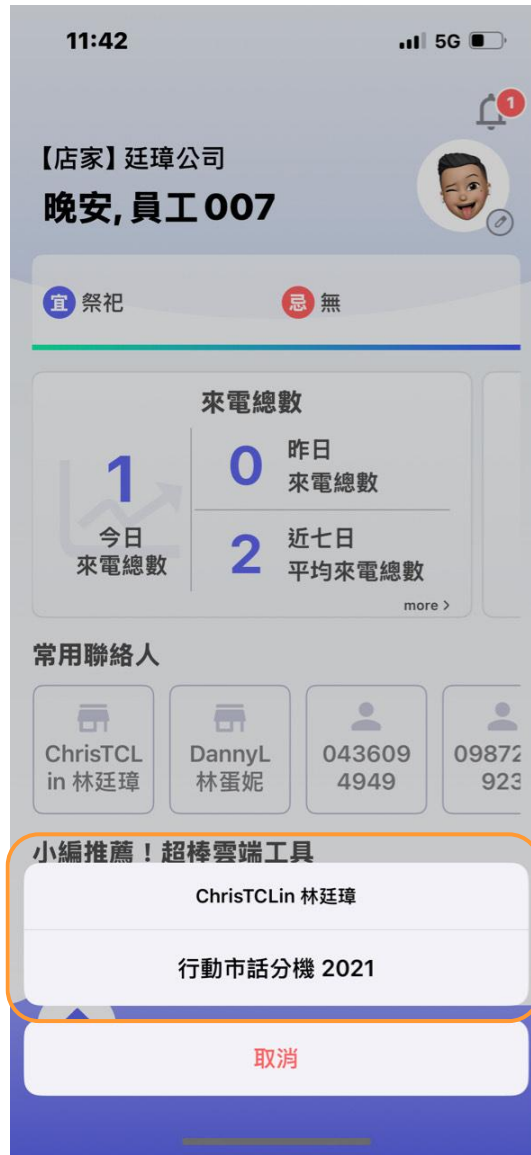 11:42
5G
1
【店家】廷璋公司
晚安, 員工007
宜 祭祀
忌 無
來電總數
1
今日
來電總數
0
昨日
來電總數
2
近七日
平均來電總數
more >
常用聯絡人
ChrisTCL
in 林廷璋
DannyL
林蛋妮
043609
4949
09872
923
小編推薦！超棒雲端工具
ChrisTCLin 林廷璋
行動市話分機 2021
取消